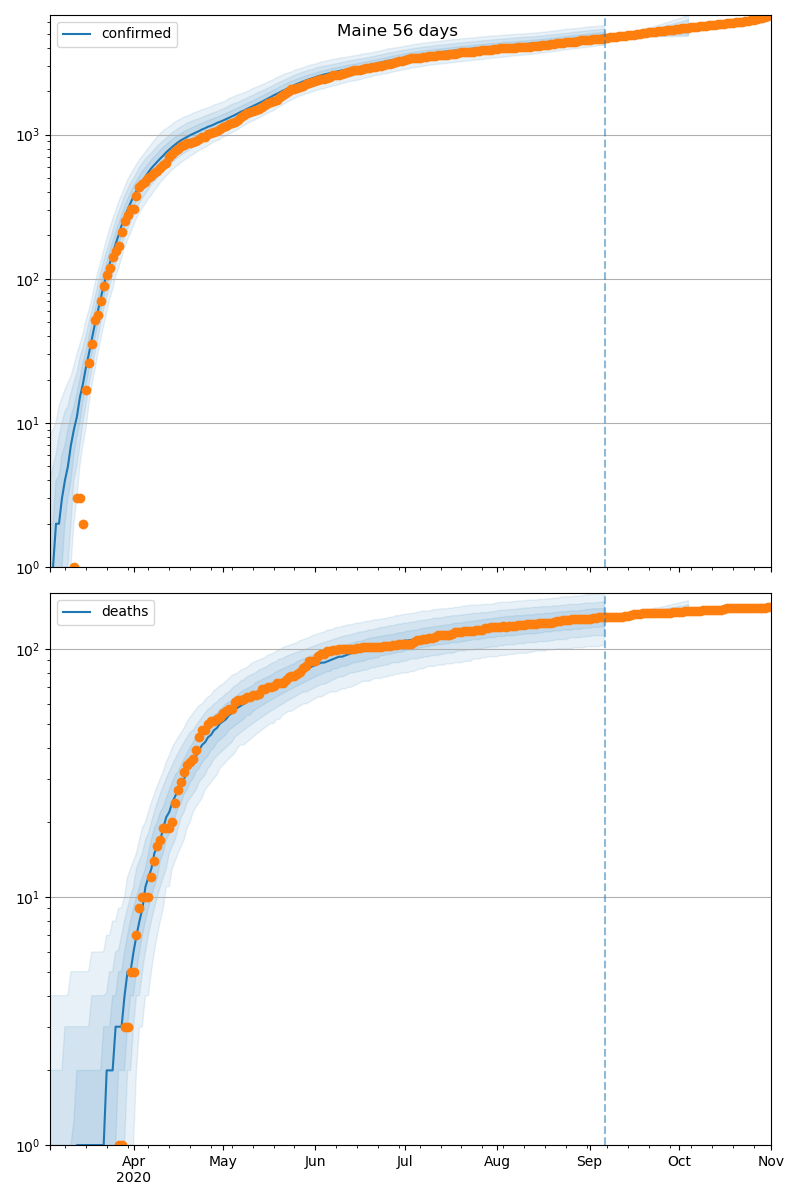 Maine 56 days
confirmed
10³
10²
10¹
10⁰
deaths
10²
10¹
10⁰
Apr
2020
May
Jun
Jul
Aug
Sep
Oct
Nov